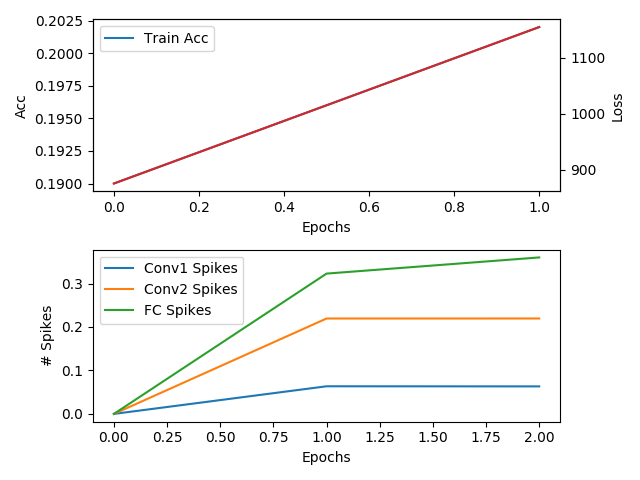 0.2025
0.2000
0.1975
0.1950
0.1925
0.1900
Acc
Train Acc
1100
1000
900
Loss
0.0 0.2 0.4 0.6 0.8 1.0
Epochs
0.3
0.2
0.1
0.0
# Spikes
Conv1 Spikes
Conv2 Spikes
FC Spikes
0.00 0.25 0.50 0.75 1.00 1.25 1.50 1.75 2.00
Epochs